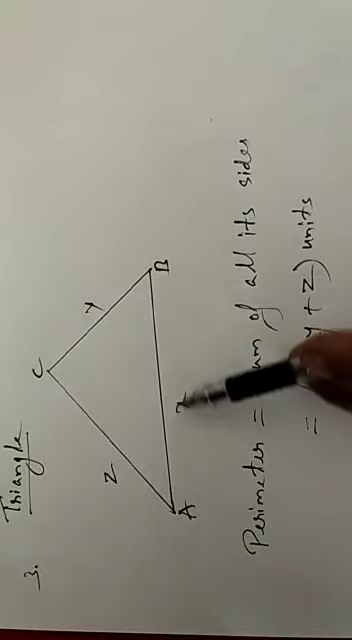 3. Triangle
C
Z
Y
A
B
Perimeter = of all its sides
= + Z) units